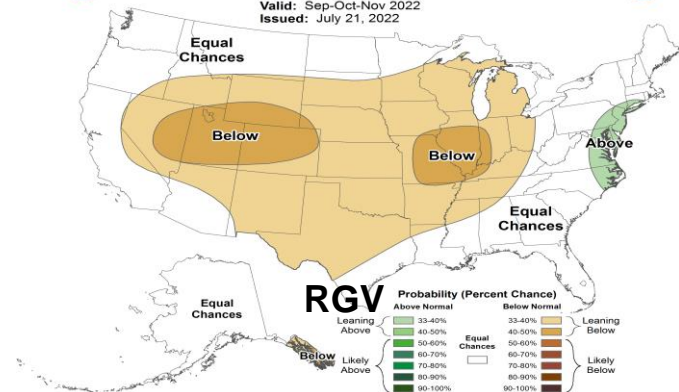 Valid: Sep-Oct-Nov 2022
Issued: July 21, 2022
Equal
Chances
Below
Below
Above
Equal
Chances
Equal
Chances
Below
RGV
Probability (Percent Chance)
Above Normal
Below Normal
Leaning
Above
33-40%
40-50%
Likely
Above
50-60%
60-70%
70-80%
80-90%
90-100%
Equal
Chances
33-40%
40-50%
Leaning
Below
50-60%
60-70%
70-80%
80-90%
90-100%
Likely
Below